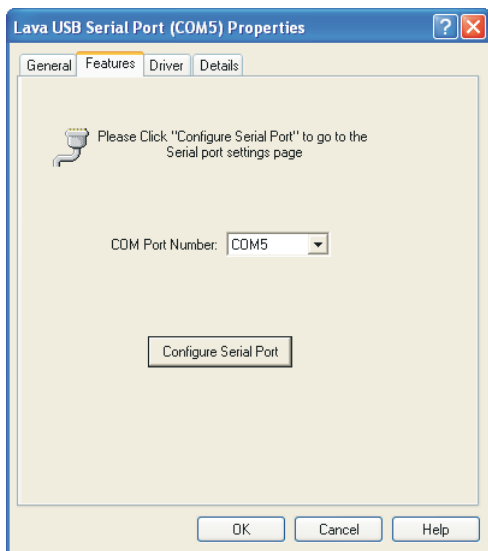 Lava USB Serial Port (COM5) Properties
General Features Driver Details
Please Click "Configure Serial Port" to go to the
Serial port settings page
COM Port Number: COM5
Configure Serial Port
OK Cancel Help